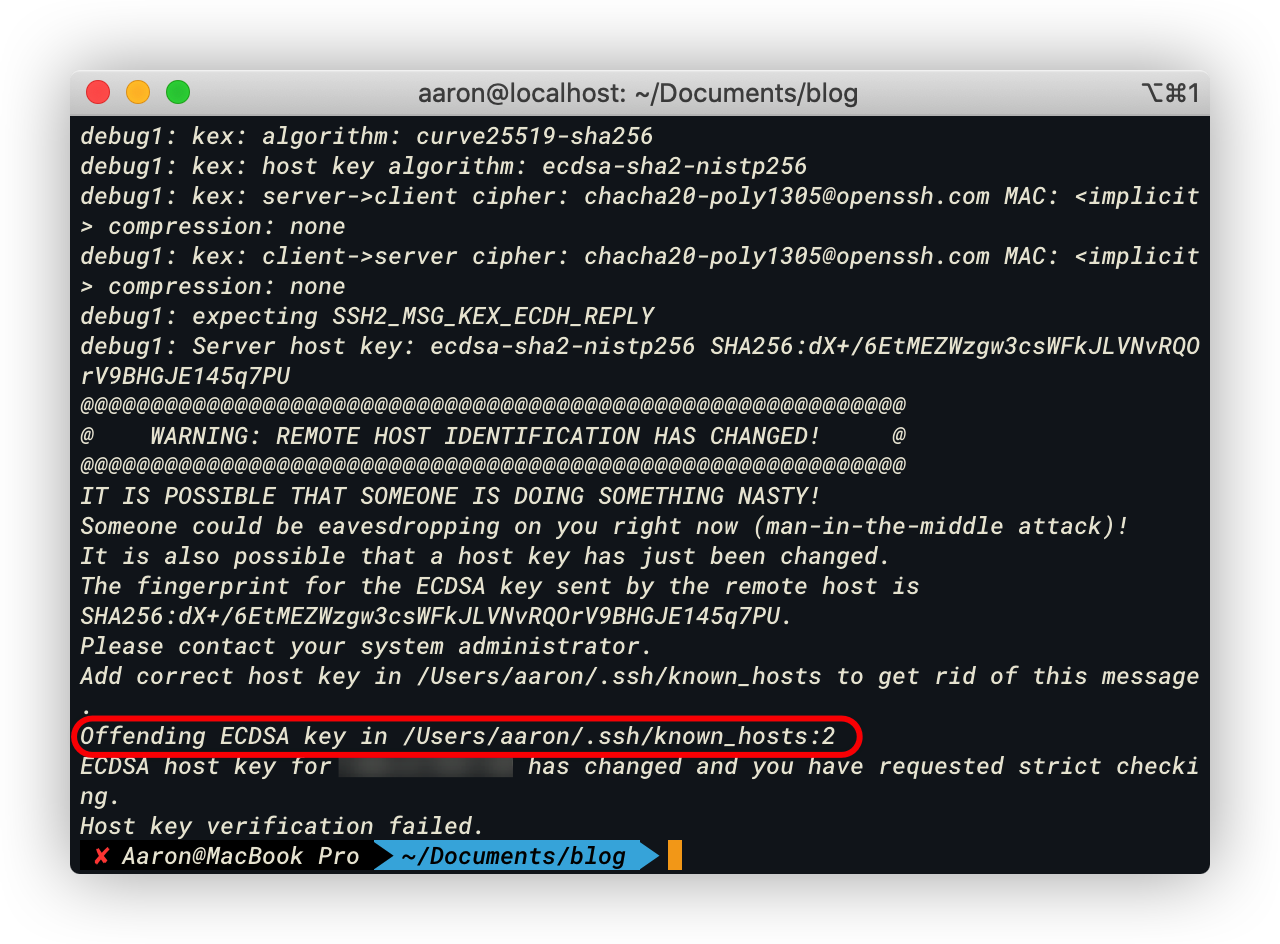 aaron@localhost: ~/Documents/blog ⌥⌘1
debug1: kex: algorithm: curve25519-sha256
debug1: kex: host key algorithm: ecdsa-sha2-nistp256
debug1: kex: server->client cipher: chacha20-poly1305@openssh.com MAC: <implicit
> compression: none
debug1: kex: client->server cipher: chacha20-poly1305@openssh.com MAC: <implicit
> compression: none
debug1: expecting SSH2_MSG_KEX_ECDH_REPLY
debug1: Server host key: ecdsa-sha2-nistp256 SHA256:dX+/6EtMEZWzgw3csWFkJLVNvRQO
rV9BHGJE145q7PU
@@@@@@@@@@@@@@@@@@@@@@@@@@@@@@@@@@@@@@@@@@@@@@@@@@@@@@@@@@@
@    WARNING: REMOTE HOST IDENTIFICATION HAS CHANGED!     @
@@@@@@@@@@@@@@@@@@@@@@@@@@@@@@@@@@@@@@@@@@@@@@@@@@@@@@@@@@@
IT IS POSSIBLE THAT SOMEONE IS DOING SOMETHING NASTY!
Someone could be eavesdropping on you right now (man-in-the-middle attack)!
It is also possible that a host key has just been changed.
The fingerprint for the ECDSA key sent by the remote host is
SHA256:dX+/6EtMEZWzgw3csWFkJLVNvRQOrV9BHGJE145q7PU.
Please contact your system administrator.
Add correct host key in /Users/aaron/.ssh/known_hosts to get rid of this message
.
Offending ECDSA key in /Users/aaron/.ssh/known_hosts:2
ECDSA host key for has changed and you have requested strict checki
ng.
Host key verification failed.
✘ Aaron@MacBook Pro ~/Documents/blog